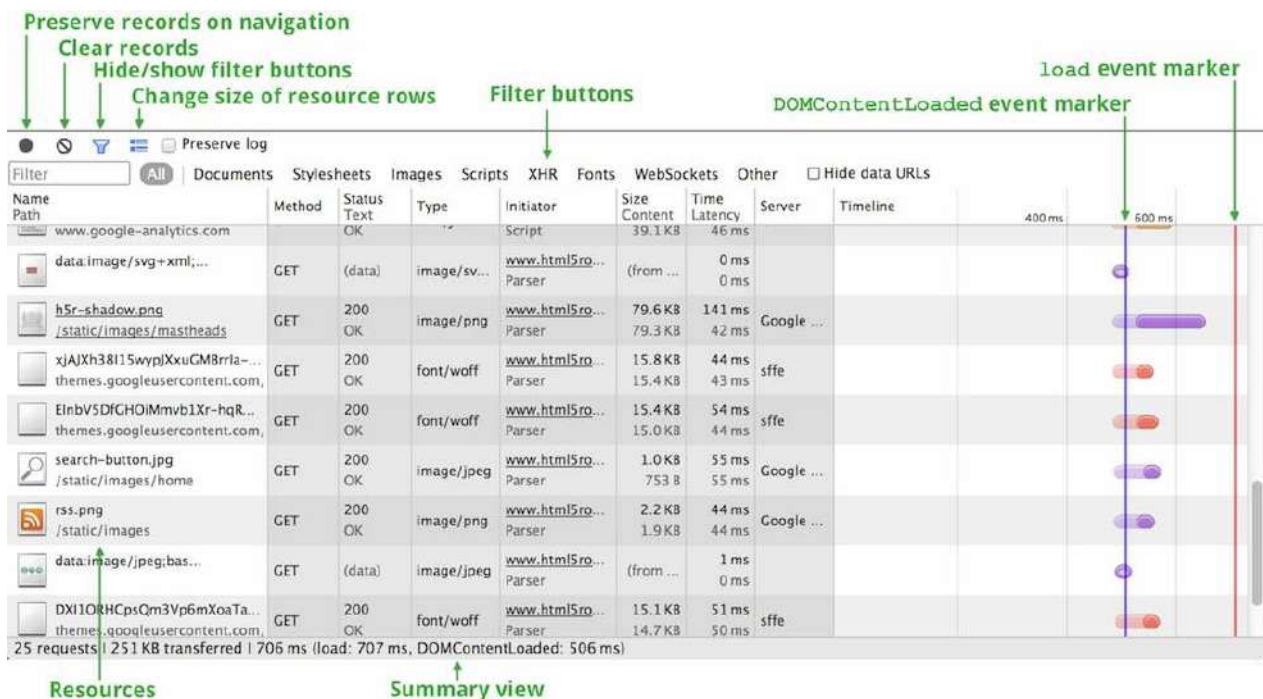 Preserve records on navigation
Clear records
Hide/show filter buttons
Change size of resource rows
Filter buttons
load event marker
DOMContentLoaded event marker
Preserve log
Filter
All Documents Stylesheets Images Scripts XHR Fonts WebSockets Other Hide data URLs
Name Method Status Type Initiator Size Time Server Timeline
Path Text Content Latency 400 ms 600 ms
www.google-analytics.com OK Script 39.1 KB 46 ms
data:image/svg+xml;... GET (data) image/sv... www.html5ro... (from ... 0 ms
Parser 0 ms
h5r-shadow.png GET 200 image/png www.html5ro... 79.6 KB 141 ms Google ...
/static/images/mastheads OK Parser 79.3 KB 42 ms
GET 200 font/woff www.html5ro... 15.8 KB 44 ms sffe
themes.googleusercontent.com, OK Parser 15.4 KB 43 ms
GET 200 font/woff www.html5ro... 15.4 KB 54 ms sffe
themes.googleusercontent.com, OK Parser 15.0 KB 44 ms
search-button.jpg GET 200 image/jpeg www.html5ro... 1.0 KB 55 ms Google ...
/static/images/home OK Parser 753 B 55 ms
rss.png GET 200 image/png www.html5ro... 2.2 KB 44 ms Google ...
/static/images OK Parser 1.9 KB 44 ms
data:image/jpeg;bas... GET (data) image/jpeg www.html5ro... (from ... 1 ms
Parser 0 ms
GET 200 font/woff www.html5ro... 15.1 KB 51 ms sffe
themes.googleusercontent.com, OK Parser 14.7 KB 50 ms
25 requests | 251 KB transferred | 706 ms (load: 707 ms, DOMContentLoaded: 506 ms)
Resources
Summary view